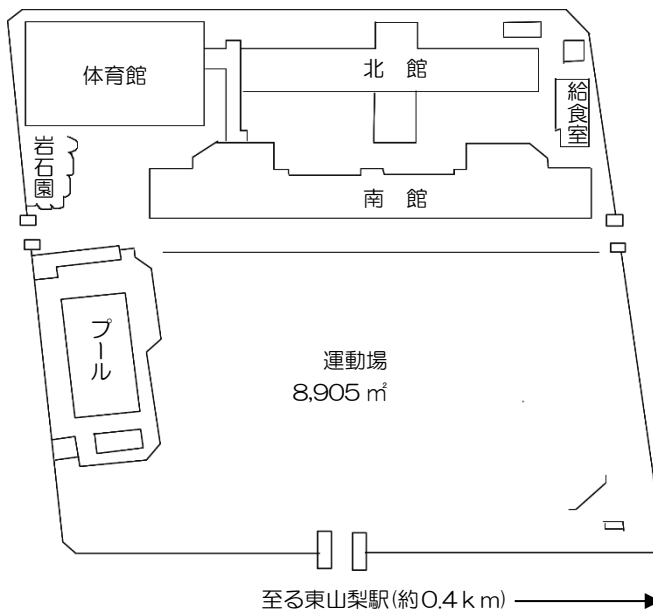 体育館
北 館
給食室
岩石園
南 館
プール
運動場
8,905 ㎡
至る東山梨駅(約0.4ｋｍ)